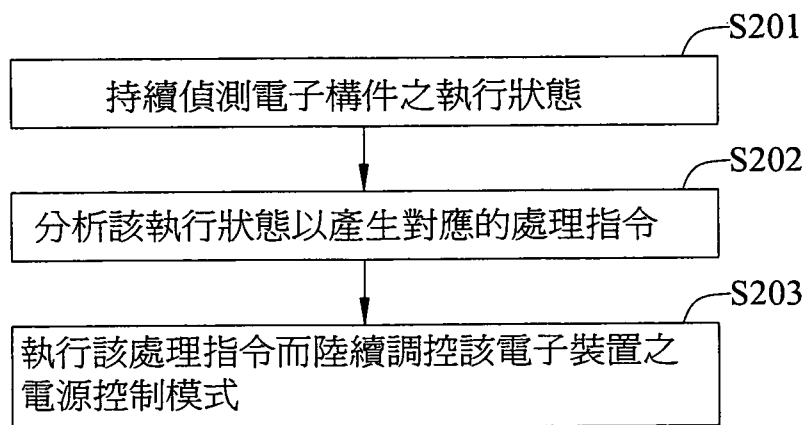 S201
持續偵測電子構件之執行狀態
S202
分析該執行狀態以產生對應的處理指令
S203
執行該處理指令而陸續調控該電子裝置之
電源控制模式